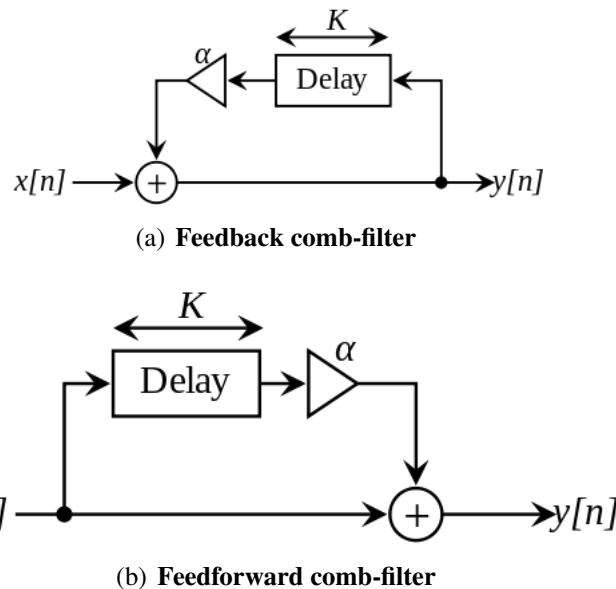 K
α
Delay
x[n]
+
y[n]
(a) Feedback comb-filter
K
α
Delay
]
+
y[n]
(b) Feedforward comb-filter